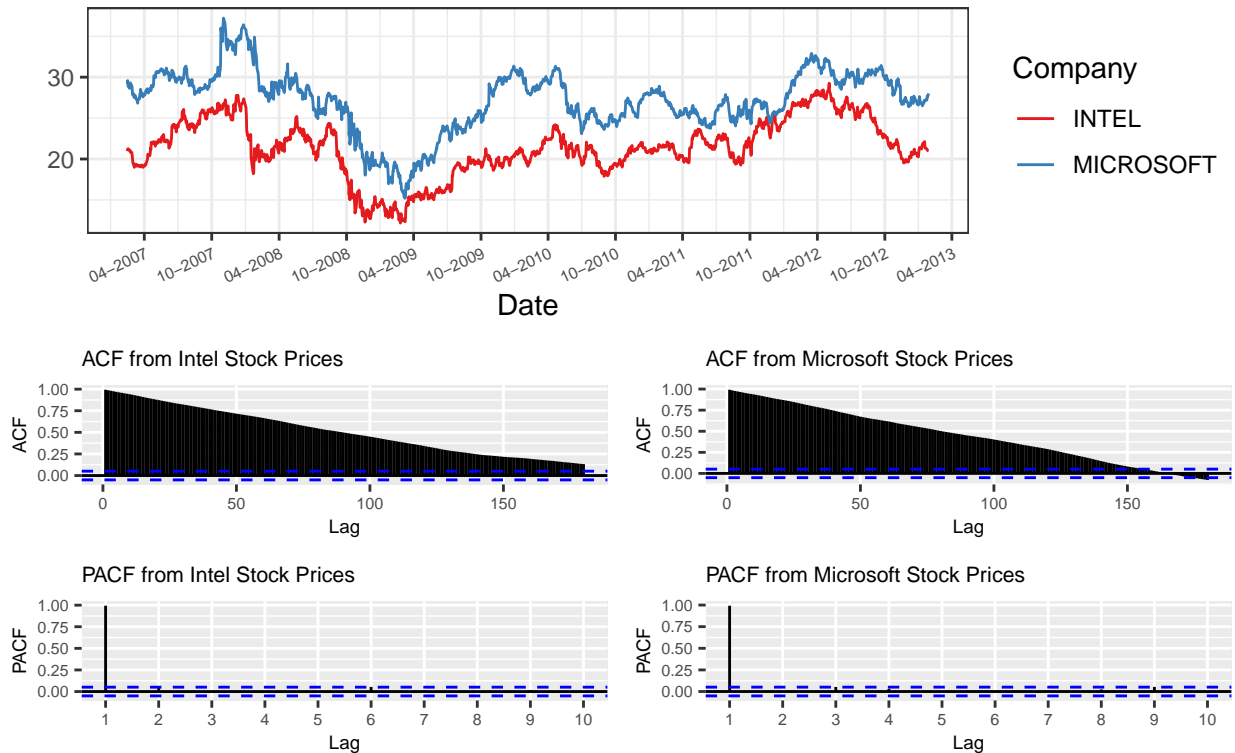 30
20
04−2007
10−2007
04−2008
10−2008
04−2009
10−2009
04−2010
10−2010
04−2011
10−2011
04−2012
10−2012
04−2013
Date
Company
INTEL
MICROSOFT
ACF from Intel Stock Prices
ACF
1.00
0.75
0.50
0.25
0.00
0 50 100 150
Lag
ACF from Microsoft Stock Prices
ACF
1.00
0.75
0.50
0.25
0.00
0 50 100 150
Lag
PACF from Intel Stock Prices
PACF
1.00
0.75
0.50
0.25
0.00
1 2 3 4 5 6 7 8 9 10
Lag
PACF from Microsoft Stock Prices
PACF
1.00
0.75
0.50
0.25
0.00
1 2 3 4 5 6 7 8 9 10
Lag